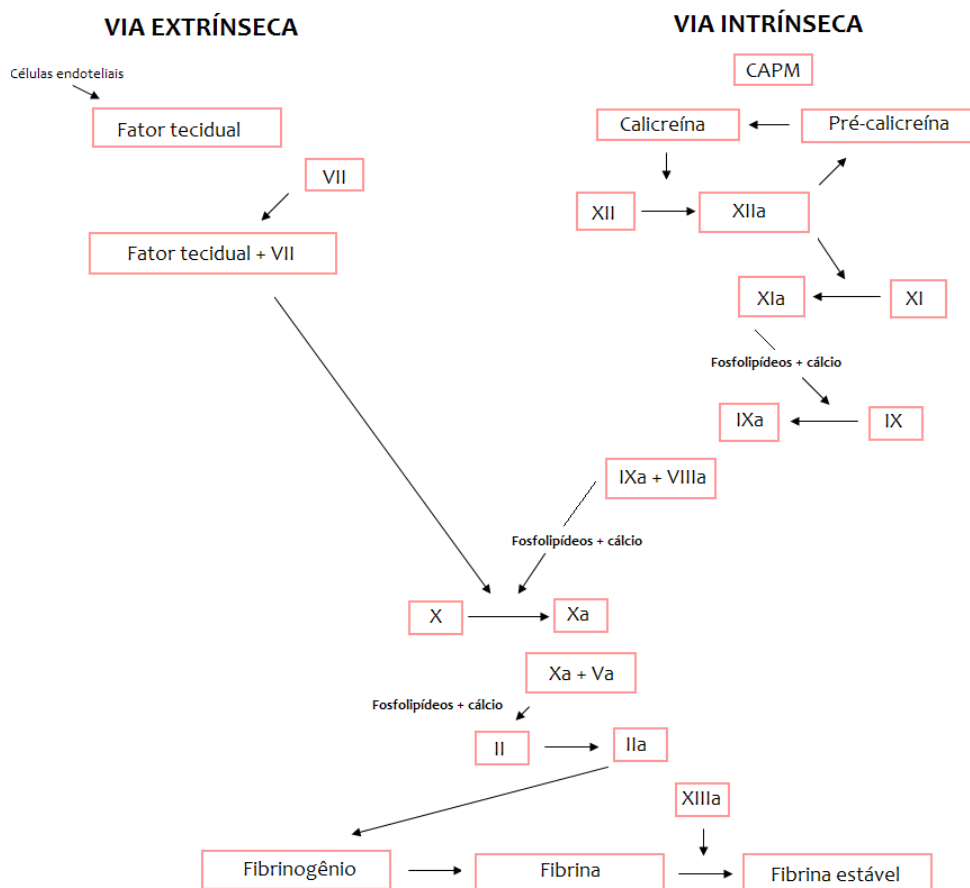 VIA EXTRÍNSECA
VIA INTRÍNSECA
Células endoteliais
CAPM
Fator tecidual
Calicreína
Pré-calicreína
VII
XII
XIIa
Fator tecidual + VII
XIa
XI
Fosfolipídeos + cálcio
IXa
IX
IXa + VIIIa
Fosfolipídeos + cálcio
X
Xa
Xa + Va
Fosfolipídeos + cálcio
II
IIa
XIIIa
Fibrinogênio
Fibrina
Fibrina estável